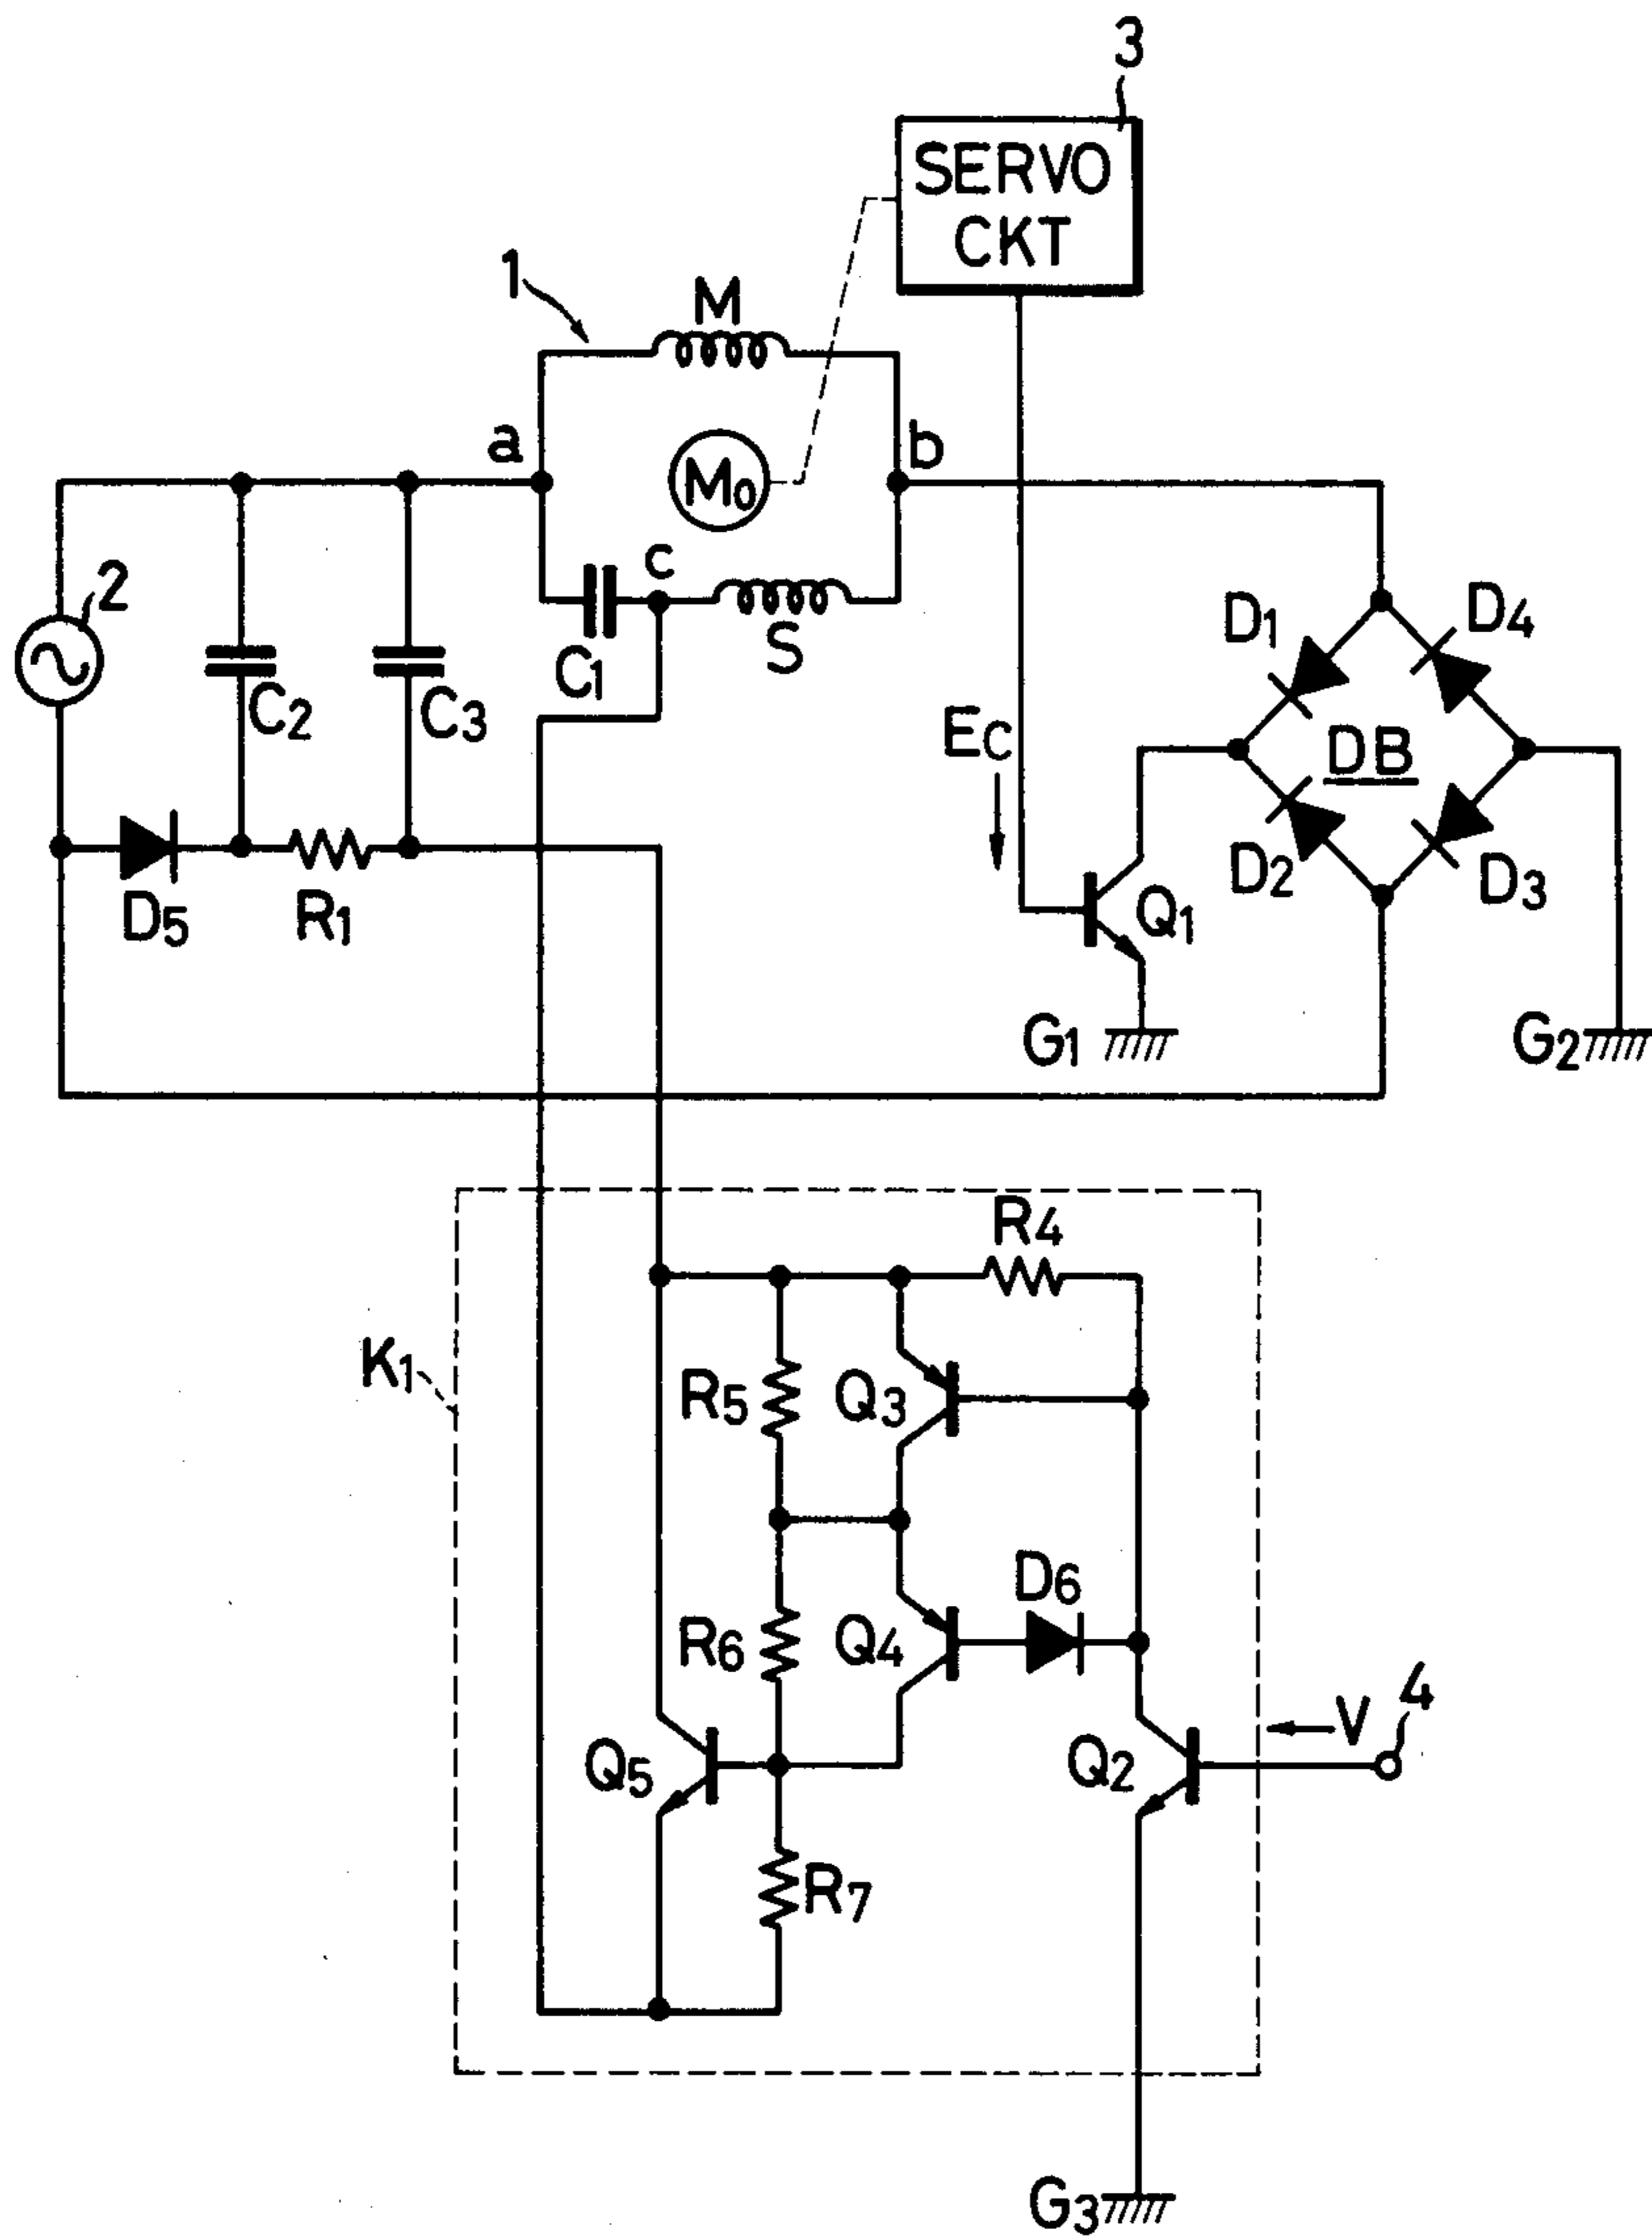 3
SERVO
CKT
1
M
a
b
M0
2
c
C1
S
C2
C3
D1
D4
EC
DB
D5
R1
D2
D3
Q1
G1
G2
R4
K1
R5
Q3
D6
R6
Q4
V
4
Q5
Q2
R7
G3